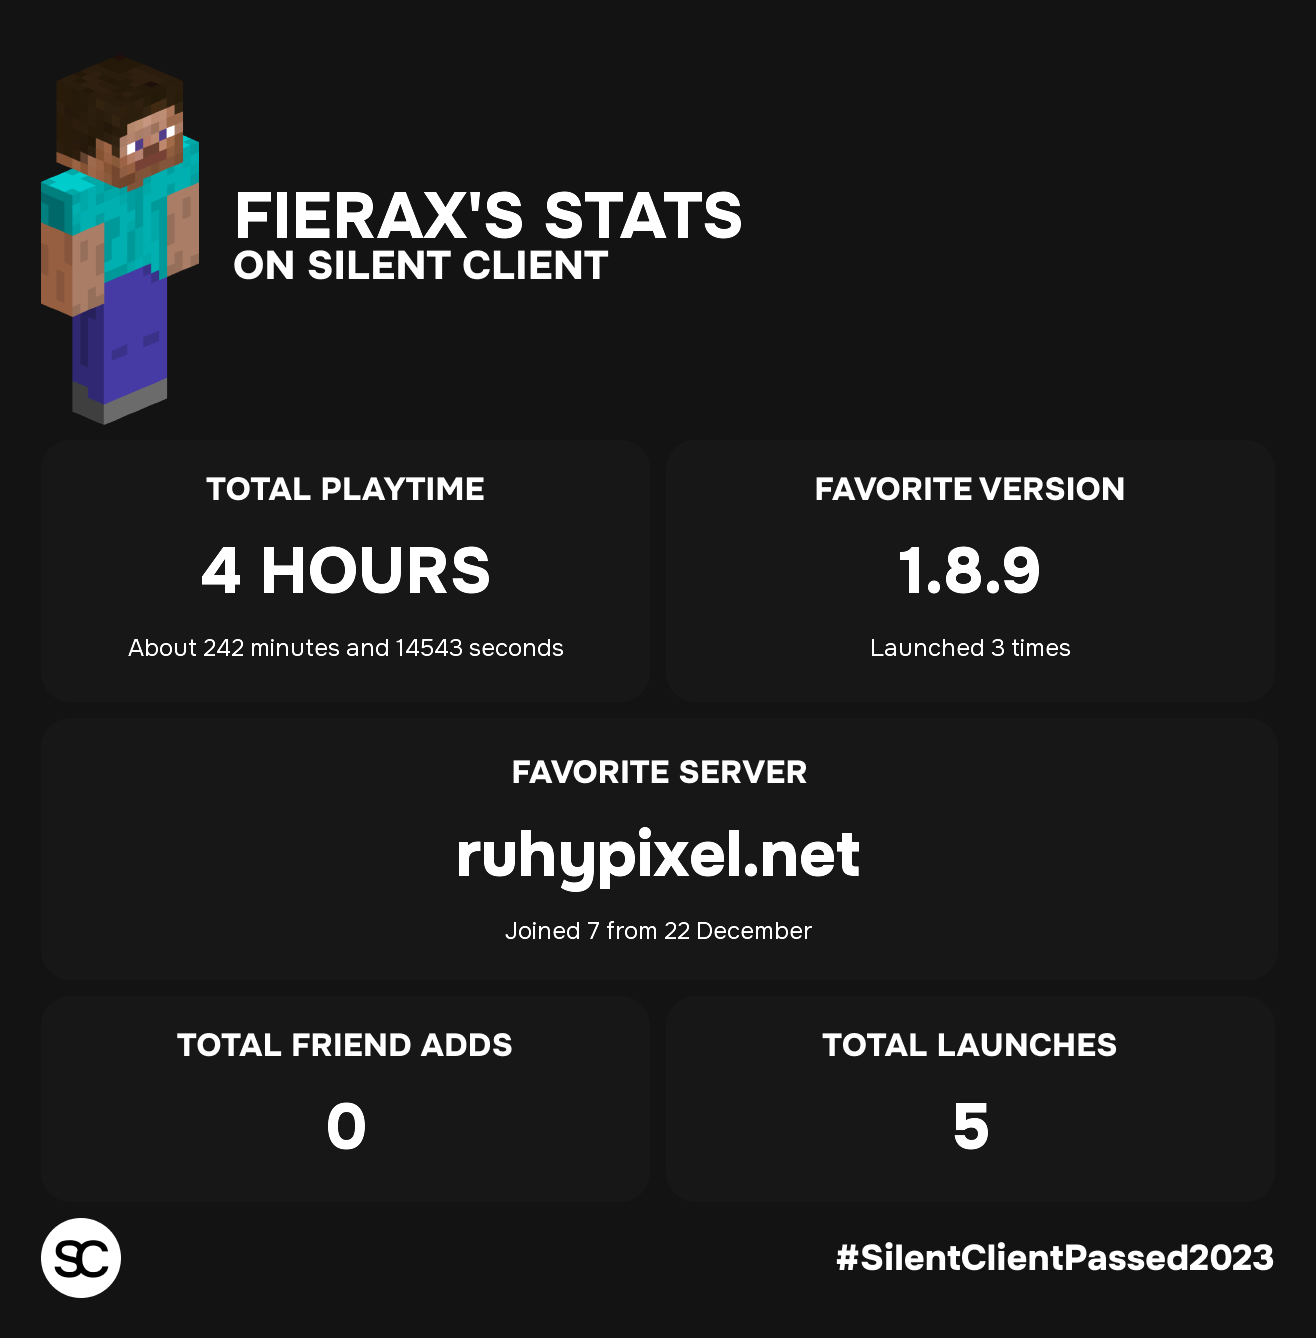 FIERAX'S STATS
ON SILENT CLIENT
TOTAL PLAYTIME
4 HOURS
About 242 minutes and 14543 seconds
FAVORITE VERSION
1.8.9
Launched 3 times
FAVORITE SERVER
ruhypixel.net
Joined 7 from 22 December
TOTAL FRIEND ADDS
0
TOTAL LAUNCHES
5
SC
#SilentClientPassed2023